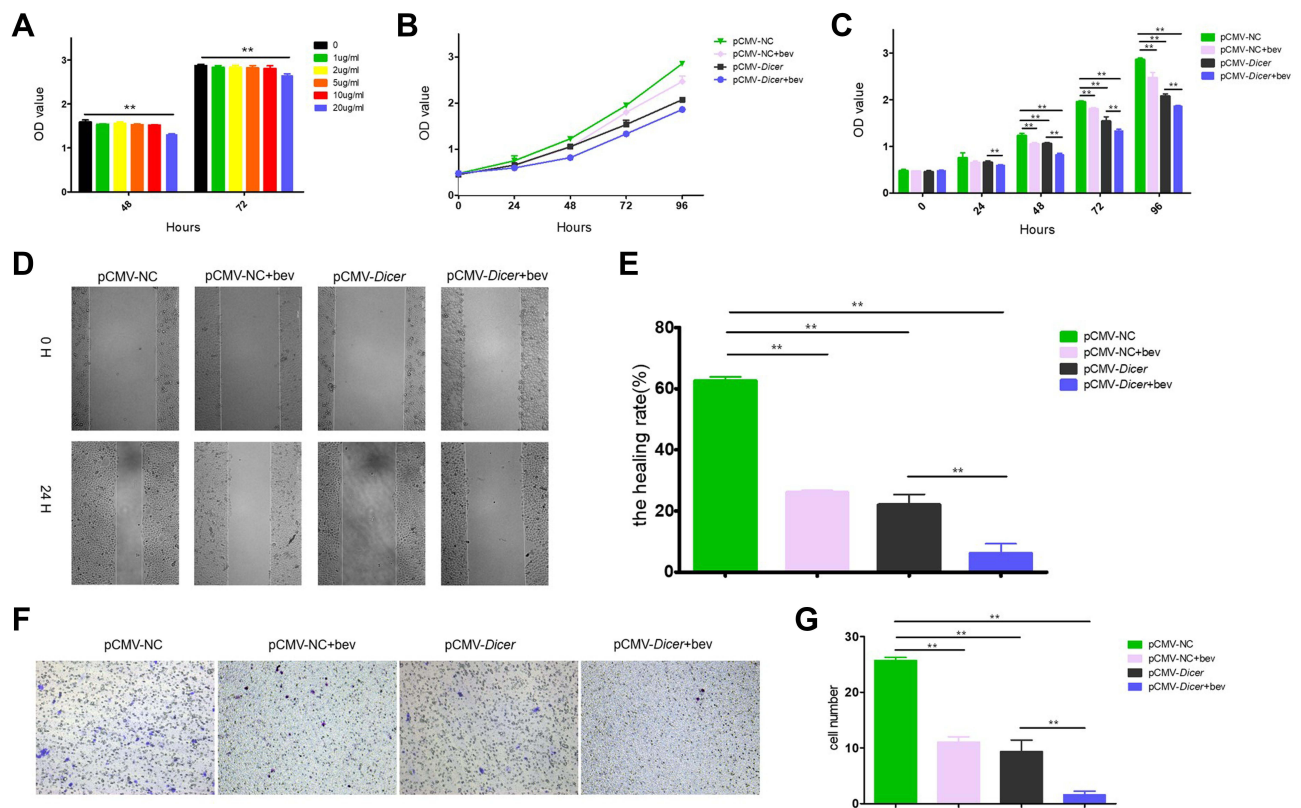 A
**
**
OD value
3
2
1
0
48
72
Hours
0
1ug/ml
2ug/ml
5ug/ml
10ug/ml
20ug/ml
B
OD value
3
2
1
0
0
24
48
72
96
Hours
pCMV-NC
pCMV-NC+bev
pCMV-Dicer
pCMV-Dicer+bev
C
OD value
3
2
1
0
**
**
**
**
**
**
**
**
**
**
**
**
**
0
24
48
72
96
Hours
pCMV-NC
pCMV-NC+bev
pCMV-Dicer
pCMV-Dicer+bev
D
pCMV-NC
pCMV-NC+bev
pCMV-Dicer
pCMV-Dicer+bev
0 H
24 H
E
the healing rate(%)
80
60
40
20
0
**
**
**
**
pCMV-NC
pCMV-NC+bev
pCMV-Dicer
pCMV-Dicer+bev
F
pCMV-NC
pCMV-NC+bev
pCMV-Dicer
pCMV-Dicer+bev
G
cell number
30
20
10
0
**
**
**
**
pCMV-NC
pCMV-NC+bev
pCMV-Dicer
pCMV-Dicer+bev